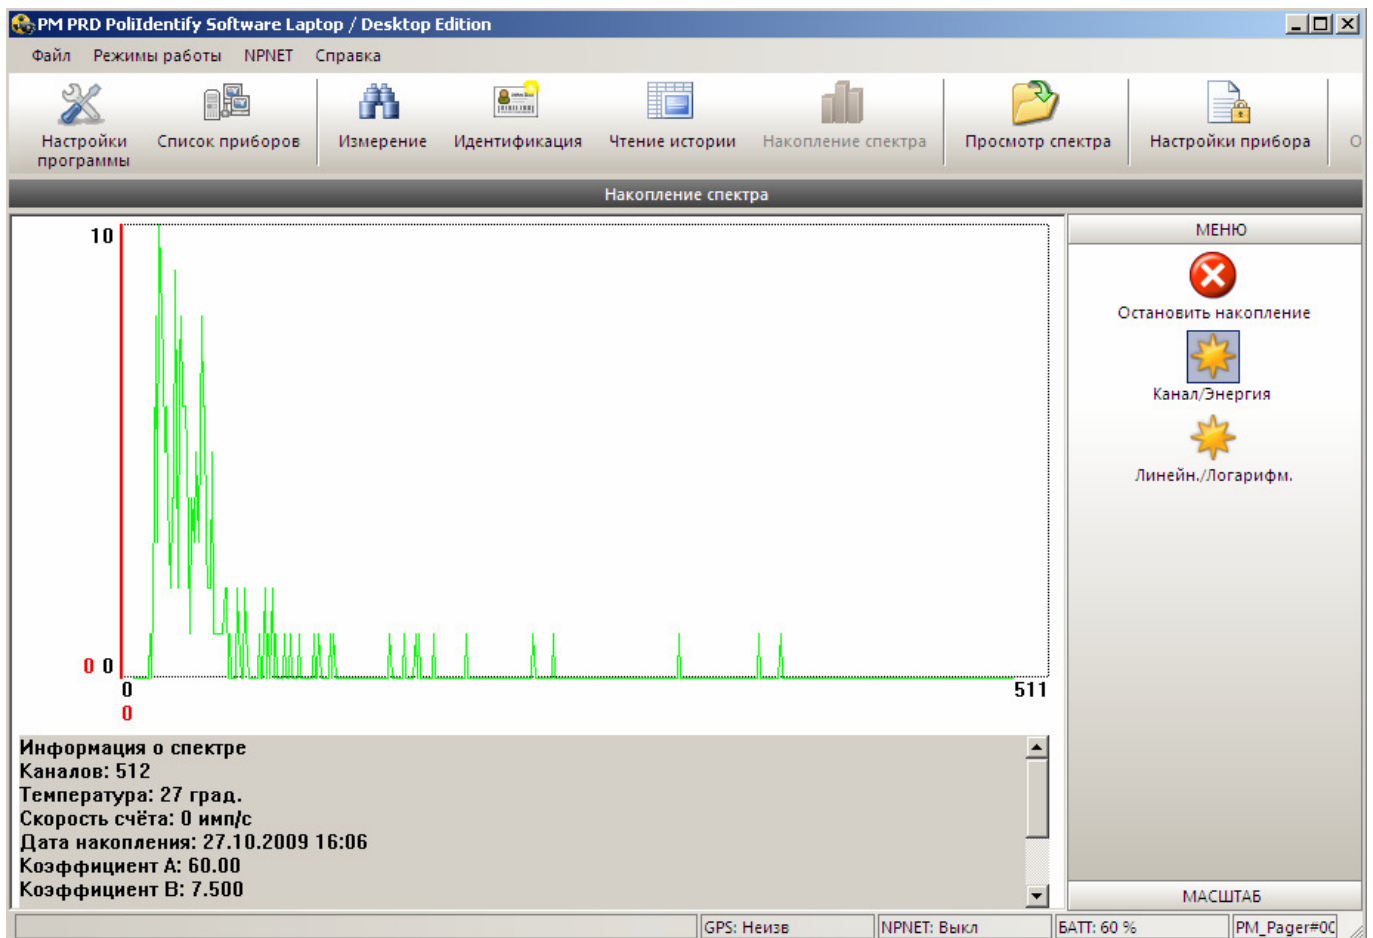 PM PRD PoliIdentify Software Laptop / Desktop Edition
Файл Режимы работы NPNET Справка
Настройки программы
Список приборов
Измерение
Идентификация
Чтение истории
Накопление спектра
Просмотр спектра
Настройки прибора
О
Накопление спектра
10
0 0
0
511
0
МЕНЮ
Остановить накопление
Канал/Энергия
Линейн./Логарифм.
МАСШТАБ
Информация о спектре
Каналов: 512
Температура: 27 град.
Скорость счёта: 0 имп/с
Дата накопления: 27.10.2009 16:06
Коэффициент A: 60.00
Коэффициент B: 7.500
GPS: Неизв
NPNET: Выкл
БАТТ: 60 %
PM_Pager#0C